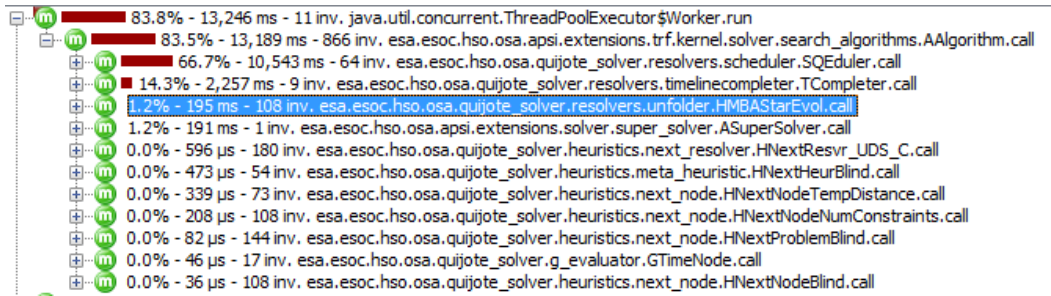 m 83.8% - 13,246 ms - 11 inv. java.util.concurrent.ThreadPoolExecutor$Worker.run
m 83.5% - 13,189 ms - 866 inv. esa.esoc.hso.osa.apsi.extensions.trf.kernel.solver.search_algorithms.AAlgorithm.call
m 66.7% - 10,543 ms - 64 inv. esa.esoc.hso.osa.quijote_solver.resolvers.scheduler.SQEduler.call
m 14.3% - 2,257 ms - 9 inv. esa.esoc.hso.osa.quijote_solver.resolvers.timelinecompleter.TCompleter.call
m 1.2% - 195 ms - 108 inv. esa.esoc.hso.osa.quijote_solver.resolvers.unfolder.HMBAStarEvol.call
m 1.2% - 191 ms - 1 inv. esa.esoc.hso.osa.apsi.extensions.solver.super_solver.ASuperSolver.call
m 0.0% - 596 µs - 180 inv. esa.esoc.hso.osa.quijote_solver.heuristics.next_resolver.HNextResvr_UDS_C.call
m 0.0% - 473 µs - 54 inv. esa.esoc.hso.osa.quijote_solver.heuristics.meta_heuristic.HNextHeurBlind.call
m 0.0% - 339 µs - 73 inv. esa.esoc.hso.osa.quijote_solver.heuristics.next_node.HNextNodeTempDistance.call
m 0.0% - 208 µs - 108 inv. esa.esoc.hso.osa.quijote_solver.heuristics.next_node.HNextNodeNumConstraints.call
m 0.0% - 82 µs - 144 inv. esa.esoc.hso.osa.quijote_solver.heuristics.next_node.HNextProblemBlind.call
m 0.0% - 46 µs - 17 inv. esa.esoc.hso.osa.quijote_solver.g_evaluator.GTimeNode.call
m 0.0% - 36 µs - 108 inv. esa.esoc.hso.osa.quijote_solver.heuristics.next_node.HNextNodeBlind.call